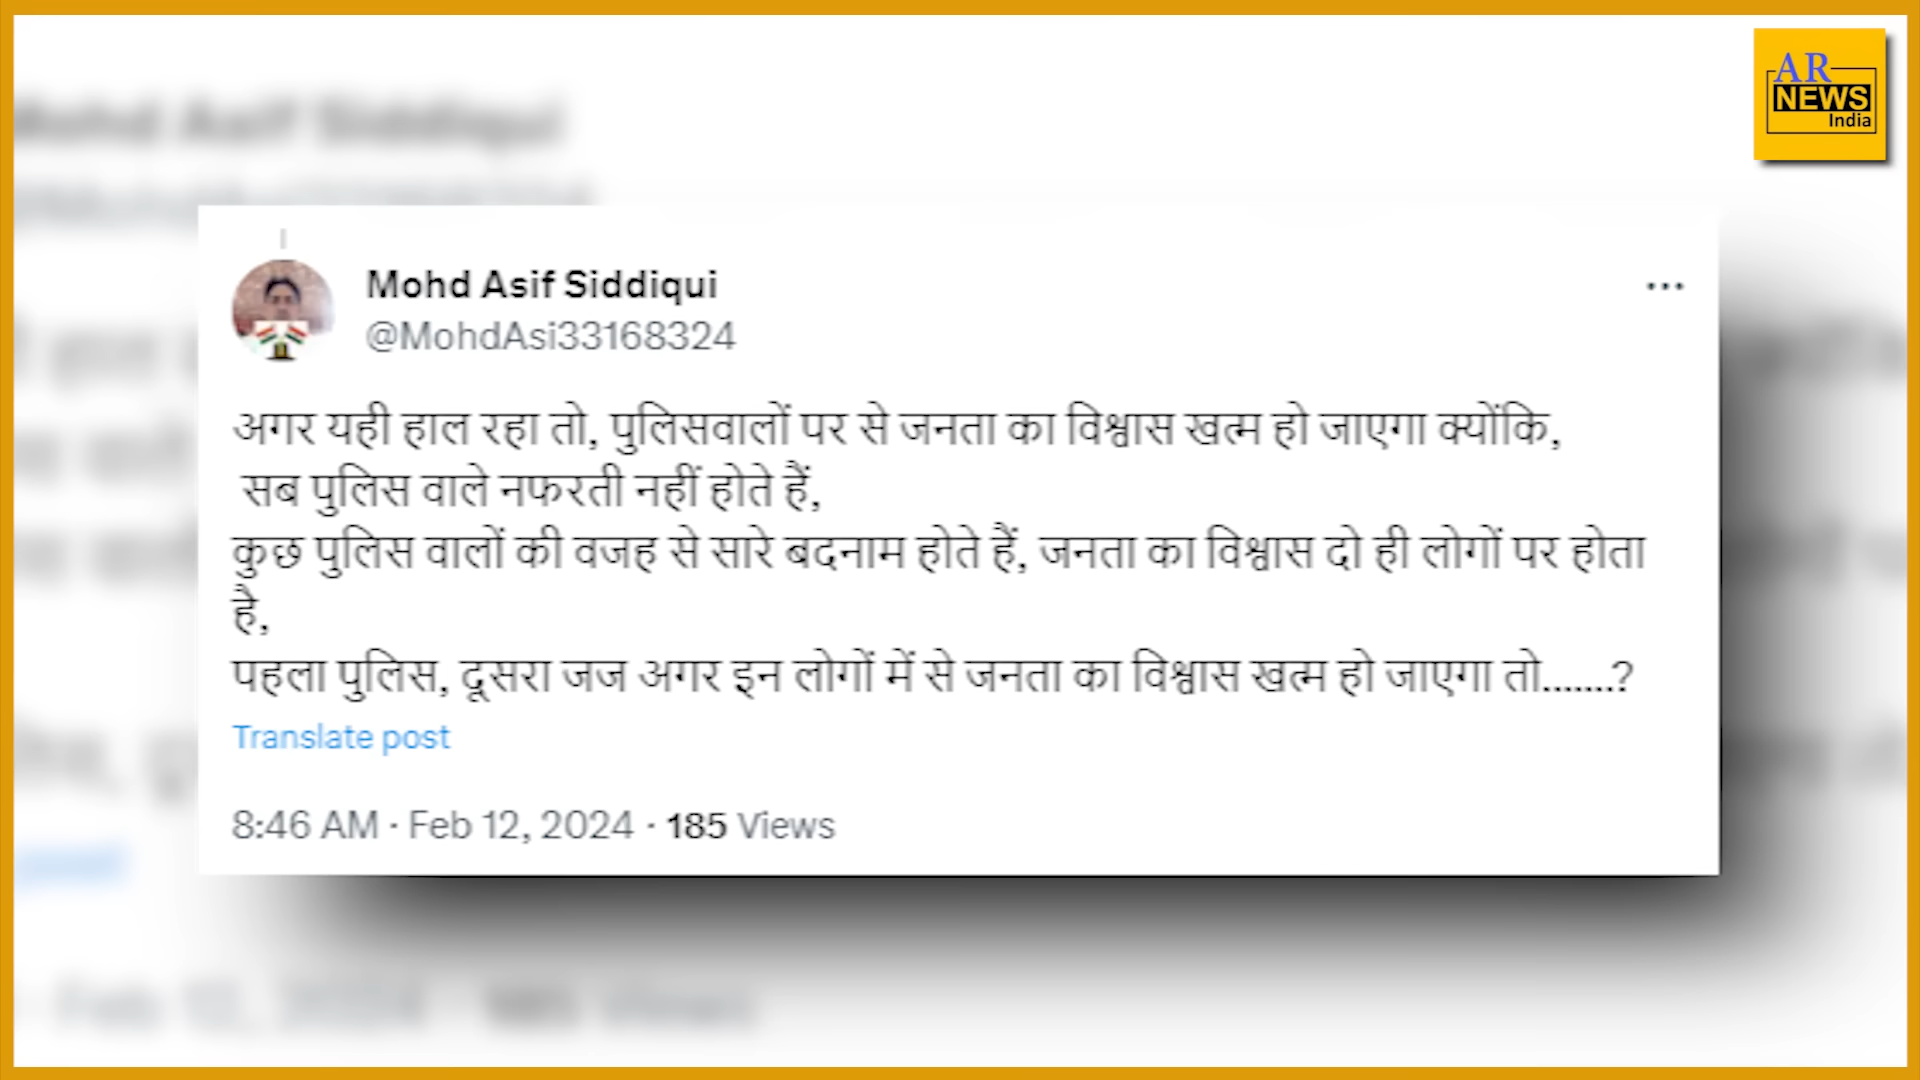 AR
NEWS
India
Mohd Asif Siddiqui
@MohdAsi33168324
अगर यही हाल रहा तो, पुलिसवालों पर से जनता का विश्वास खत्म हो जाएगा क्योंकि,
सब पुलिस वाले नफरती नहीं होते हैं,
कुछ पुलिस वालों की वजह से सारे बदनाम होते हैं, जनता का विश्वास दो ही लोगों पर होता
है,
पहला पुलिस, दूसरा जज अगर इन लोगों में से जनता का विश्वास खत्म हो जाएगा तो.......?
Translate post
8:46 AM · Feb 12, 2024 · 185 Views